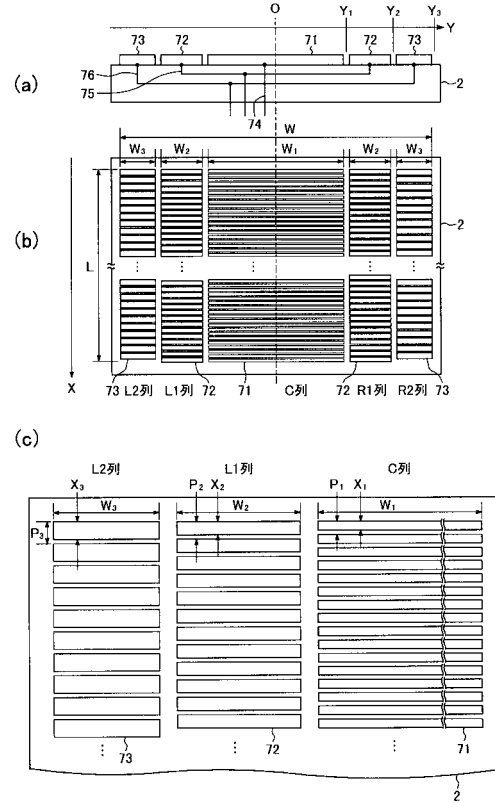 O Y₁ Y₂ Y₃
73 72 71 72 73 Y
(a)
76
75
74
2
W
W₃ W₂ W₁ W₂ W₃
(b)
L
2
X
73 L2列 L1列 72 71 C列 72 R1列 R2列 73
(c)
L2列 L1列 C列
X₃ P₂ X₂ P₁ X₁
W₃ W₂ W₁
P₃
73 72 71
2